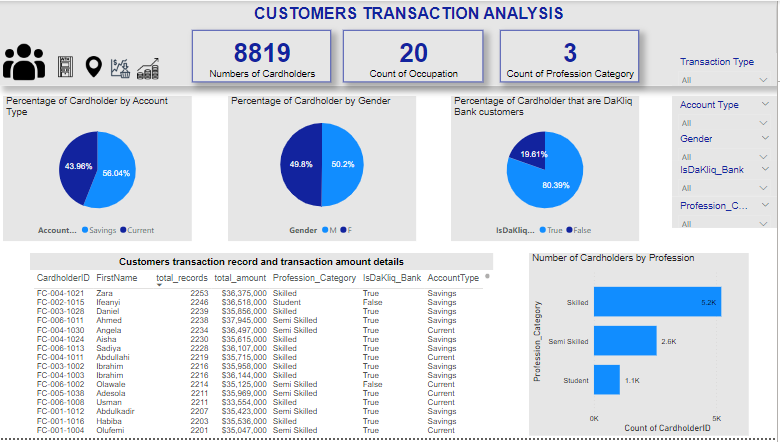 CUSTOMERS TRANSACTION ANALYSIS
8819
Numbers of Cardholders
20
Count of Occupation
3
Count of Profession Category
Transaction Type
All
Percentage of Cardholder by Account
Type
43.96%
56.04%
Account... Savings Current
Percentage of Cardholder by Gender
49.8%
50.2%
Gender M F
Percentage of Cardholder that are DaKliq
Bank customers
19.61%
80.39%
IsDaKliq... True False
Account Type
All
Gender
All
IsDaKliq_Bank
All
Profession_C...
All
Customers transaction record and transaction amount details
CardholderID FirstName total_records total_amount Profession_Category IsDaKliq_Bank AccountType
FC-004-1021 Zara 2253 $36,375,000 Skilled True Savings
FC-002-1015 Ifeanyi 2246 $36,518,000 Student False Savings
FC-003-1028 Daniel 2239 $35,856,000 Skilled True Savings
FC-006-1011 Ahmed 2238 $37,945,000 Semi Skilled True Savings
FC-004-1030 Angela 2234 $36,497,000 Semi Skilled True Current
FC-004-1024 Aisha 2230 $35,615,000 Skilled True Savings
FC-006-1013 Sadiya 2228 $36,107,000 Skilled True Savings
FC-004-1011 Abdullahi 2219 $35,715,000 Skilled True Current
FC-003-1002 Ibrahim 2216 $35,958,000 Skilled True Savings
FC-004-1003 Ibrahim 2216 $36,144,000 Skilled True Savings
FC-006-1002 Olawale 2214 $35,125,000 Semi Skilled False Current
FC-005-1038 Adesola 2211 $35,969,000 Semi Skilled True Savings
FC-006-1008 Usman 2211 $33,554,000 Skilled True Current
FC-001-1012 Abdulkadir 2207 $35,423,000 Semi Skilled True Savings
FC-001-1016 Habiba 2203 $35,536,000 Skilled True Savings
FC-001-1004 Olufemi 2201 $35,047,000 Semi Skilled True Current
Number of Cardholders by Profession
Profession_Category
Skilled 5.2K
Semi Skilled 2.6K
Student 1.1K
0K 5K
Count of CardholderID